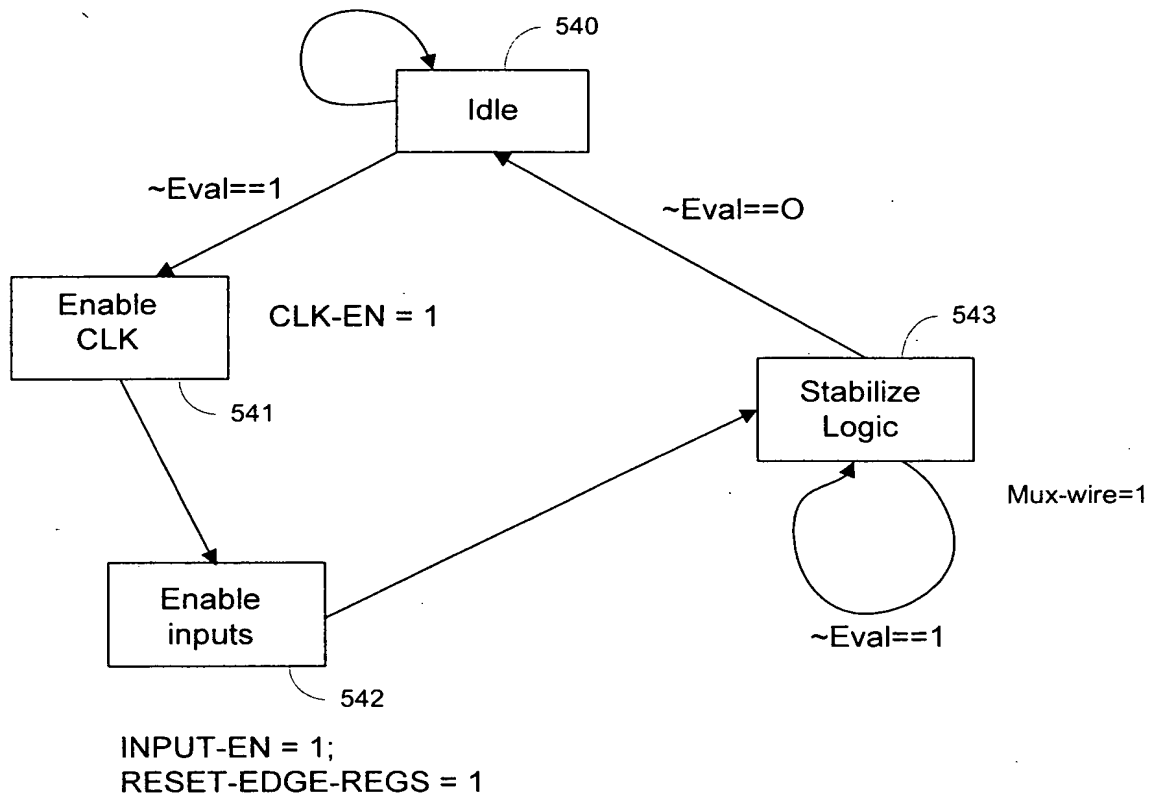 540
Idle
~Eval==1
~Eval==O
Enable
CLK
CLK-EN = 1
541
543
Stabilize
Logic
Mux-wire=1
~Eval==1
Enable
inputs
542
INPUT-EN = 1;
RESET-EDGE-REGS = 1